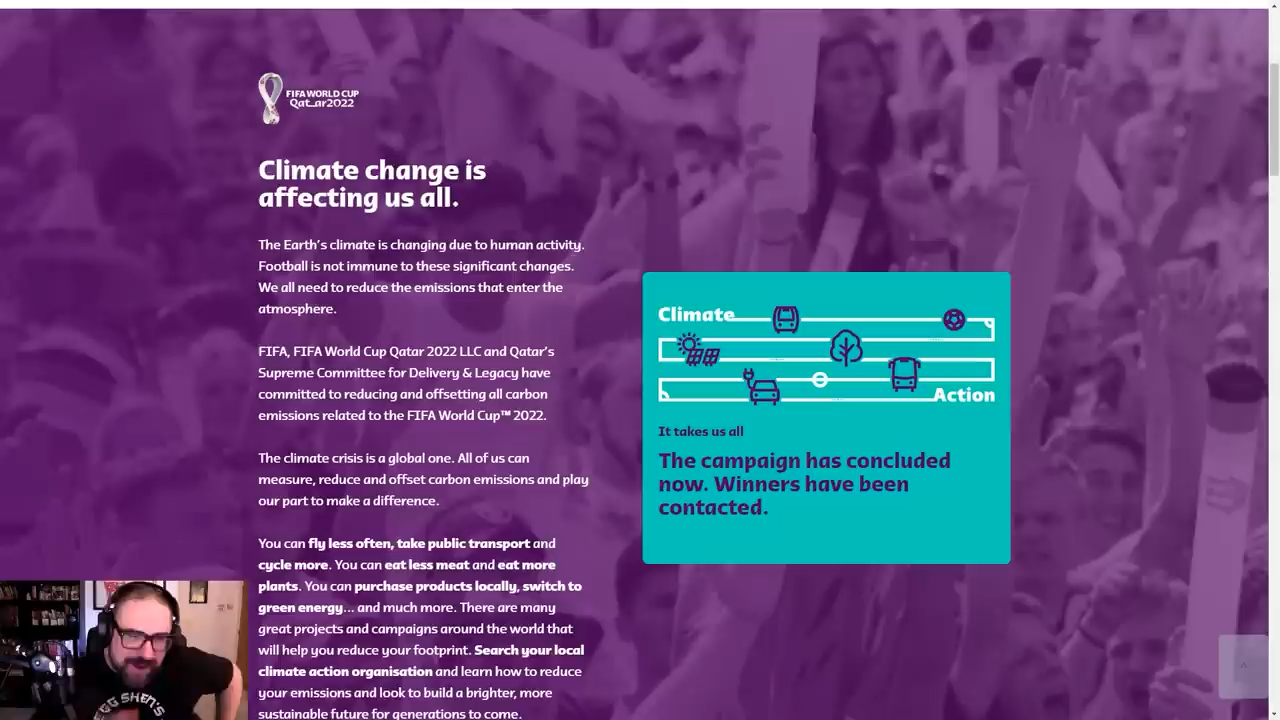 FIFA WORLD CUP
Qat_ar2022
Climate change is
affecting us all.
The Earth's climate is changing due to human activity.
Football is not immune to these significant changes.
We all need to reduce the emissions that enter the
atmosphere.
FIFA, FIFA World Cup Qatar 2022 LLC and Qatar's
Supreme Committee for Delivery & Legacy have
committed to reducing and offsetting all carbon
emissions related to the FIFA World Cup™ 2022.
The climate crisis is a global one. All of us can
measure, reduce and offset carbon emissions and play
our part to make a difference.
You can fly less often, take public transport and
cycle more. You can eat less meat and eat more
plants. You can purchase products locally, switch to
green energy... and much more. There are many
great projects and campaigns around the world that
will help you reduce your footprint. Search your local
climate action organisation and learn how to reduce
your emissions and look to build a brighter, more
sustainable future for generations to come.
Climate
Action
It takes us all
The campaign has concluded
now. Winners have been
contacted.